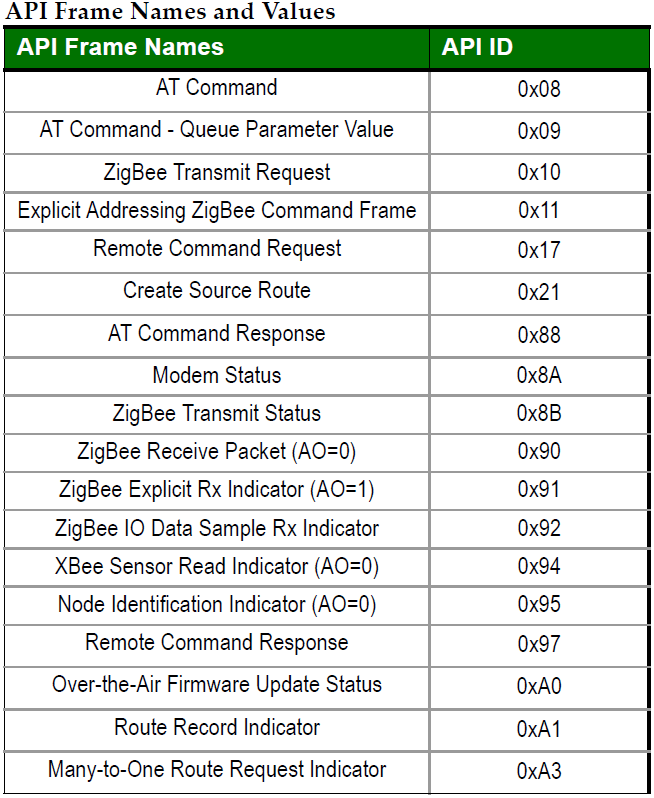 API Frame Names and Values
API Frame Names API ID
AT Command 0x08
AT Command - Queue Parameter Value 0x09
ZigBee Transmit Request 0x10
Explicit Addressing ZigBee Command Frame 0x11
Remote Command Request 0x17
Create Source Route 0x21
AT Command Response 0x88
Modem Status 0x8A
ZigBee Transmit Status 0x8B
ZigBee Receive Packet (AO=0) 0x90
ZigBee Explicit Rx Indicator (AO=1) 0x91
ZigBee IO Data Sample Rx Indicator 0x92
XBee Sensor Read Indicator (AO=0) 0x94
Node Identification Indicator (AO=0) 0x95
Remote Command Response 0x97
Over-the-Air Firmware Update Status 0xA0
Route Record Indicator 0xA1
Many-to-One Route Request Indicator 0xA3